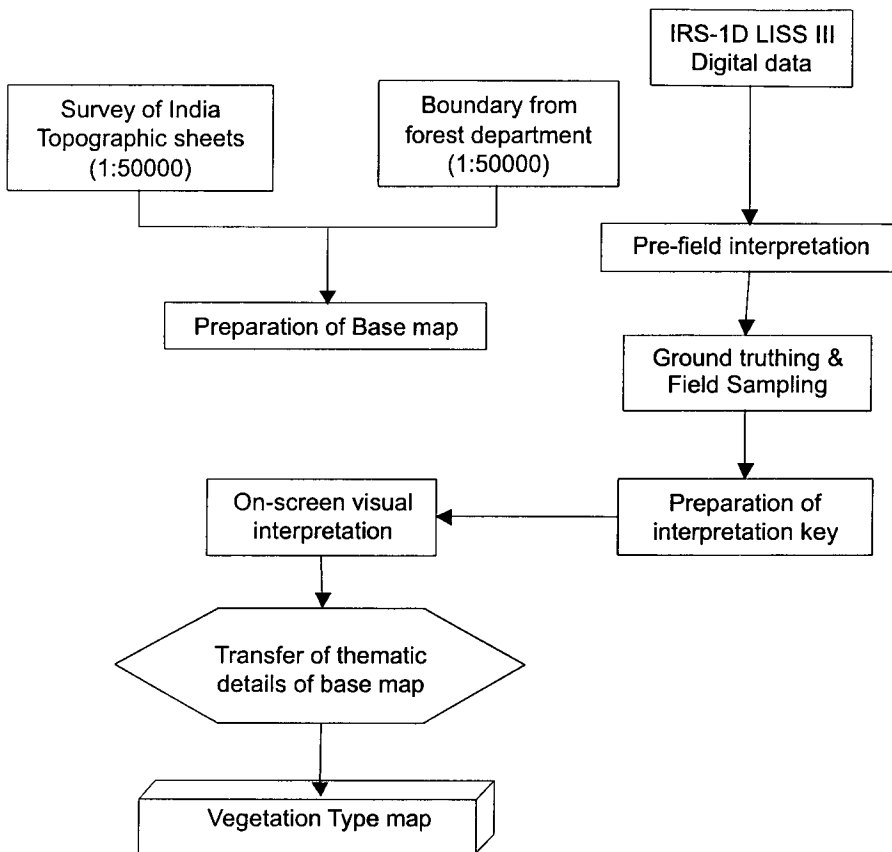 IRS-1D LISS III
Digital data
Survey of India
Topographic sheets
(1:50000)
Boundary from
forest department
(1:50000)
Pre-field interpretation
Preparation of Base map
Ground truthing &
Field Sampling
Preparation of
interpretation key
On-screen visual
interpretation
Transfer of thematic
details of base map
Vegetation Type map